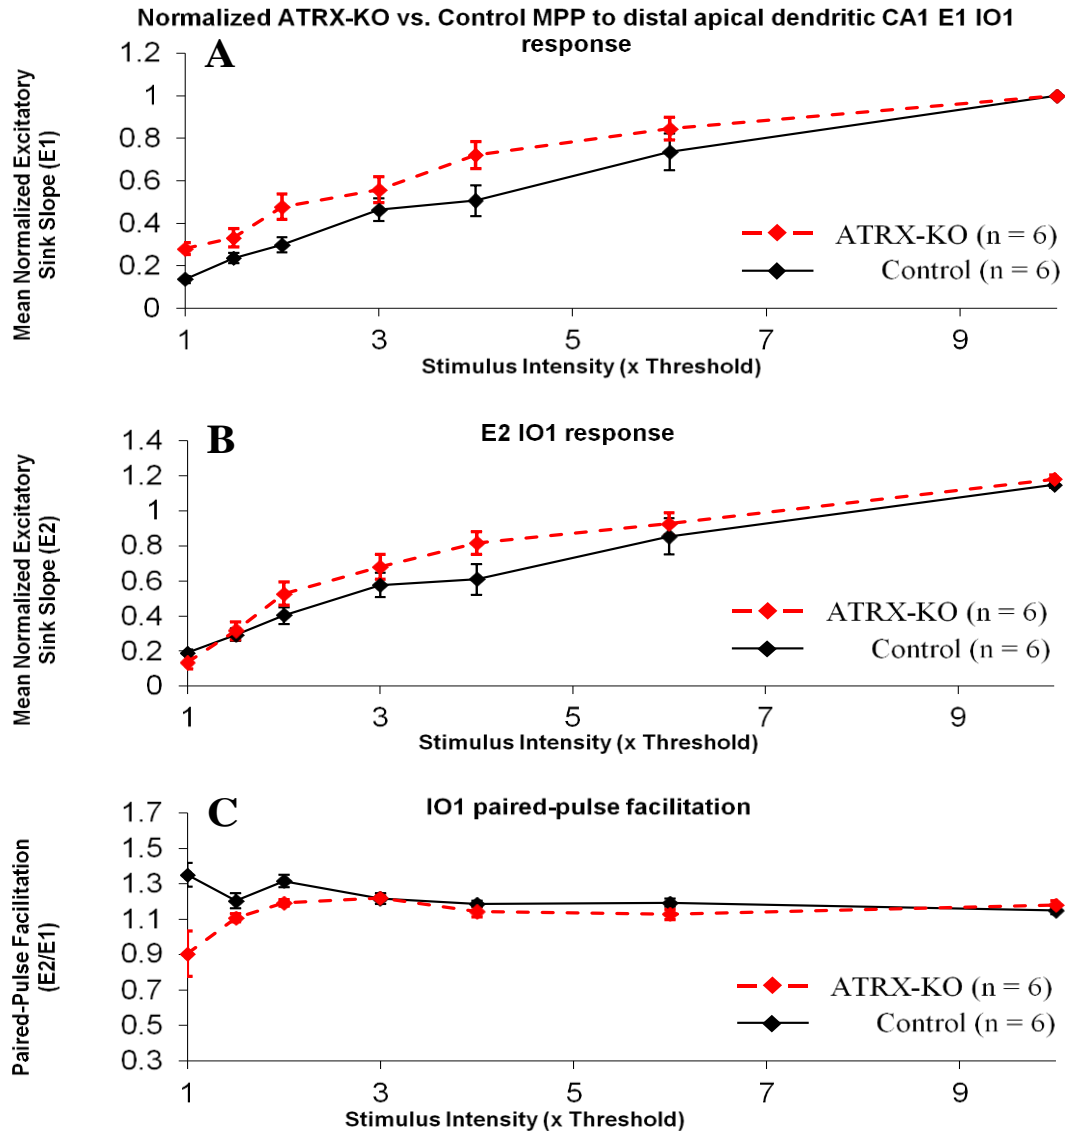 Normalized ATRX-KO vs. Control MPP to distal apical dendritic CA1 E1 IO1
response
A
Mean Normalized Excitatory
Sink Slope (E1)
1.2
1
0.8
0.6
0.4
0.2
0
ATRX-KO (n = 6)
Control (n = 6)
1 3 5 7 9
Stimulus Intensity (x Threshold)
B
E2 IO1 response
Mean Normalized Excitatory
Sink Slope (E2)
1.4
1.2
1
0.8
0.6
0.4
0.2
0
ATRX-KO (n = 6)
Control (n = 6)
1 3 5 7 9
Stimulus Intensity (x Threshold)
C
IO1 paired-pulse facilitation
Paired-Pulse Facilitation
(E2/E1)
1.7
1.5
1.3
1.1
0.9
0.7
0.5
0.3
ATRX-KO (n = 6)
Control (n = 6)
1 3 5 7 9
Stimulus Intensity (x Threshold)